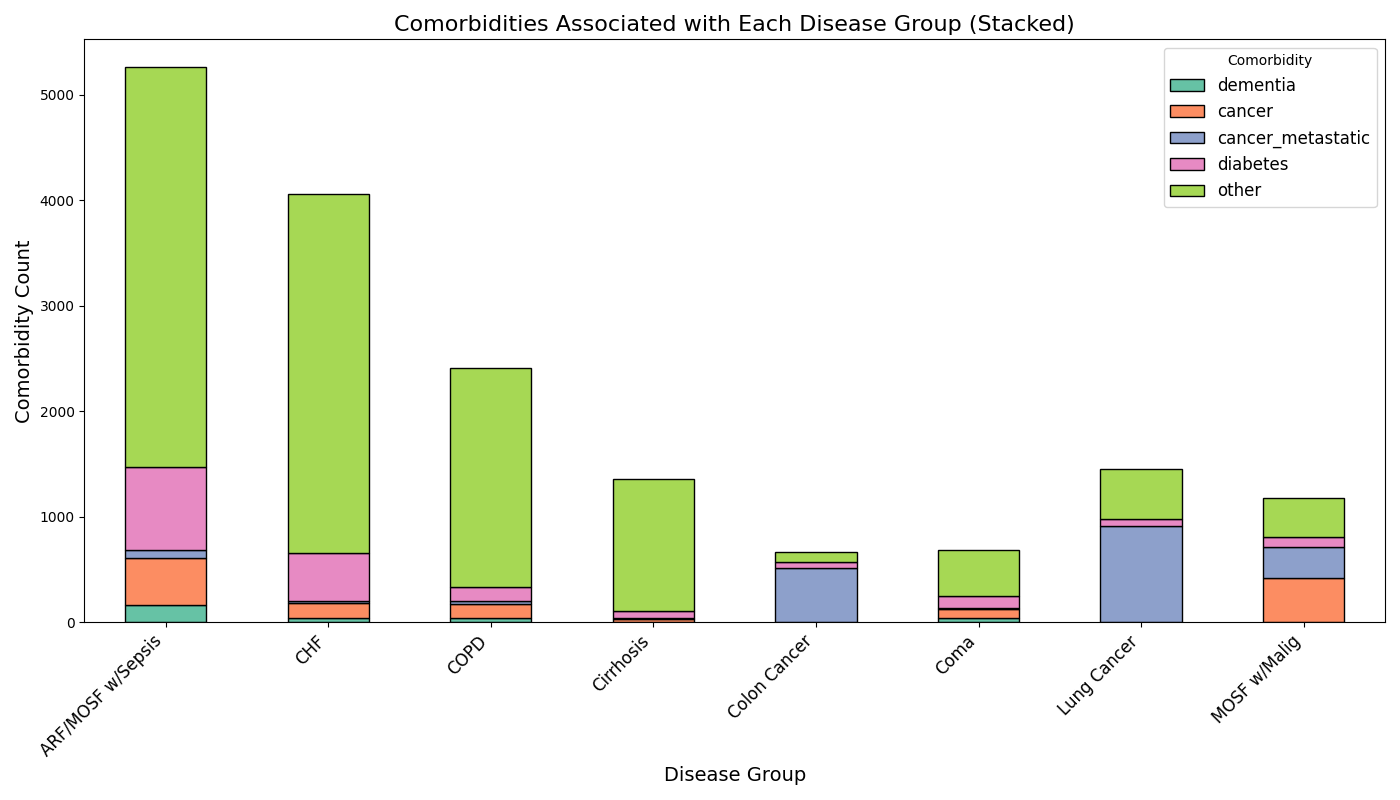 Comorbidities Associated with Each Disease Group (Stacked)
Comorbidity
dementia
cancer
cancer_metastatic
diabetes
other
Comorbidity Count
5000
4000
3000
2000
1000
0
ARF/MOSF w/Sepsis
CHF
COPD
Cirrhosis
Colon Cancer
Coma
Lung Cancer
MOSF w/Malig
Disease Group